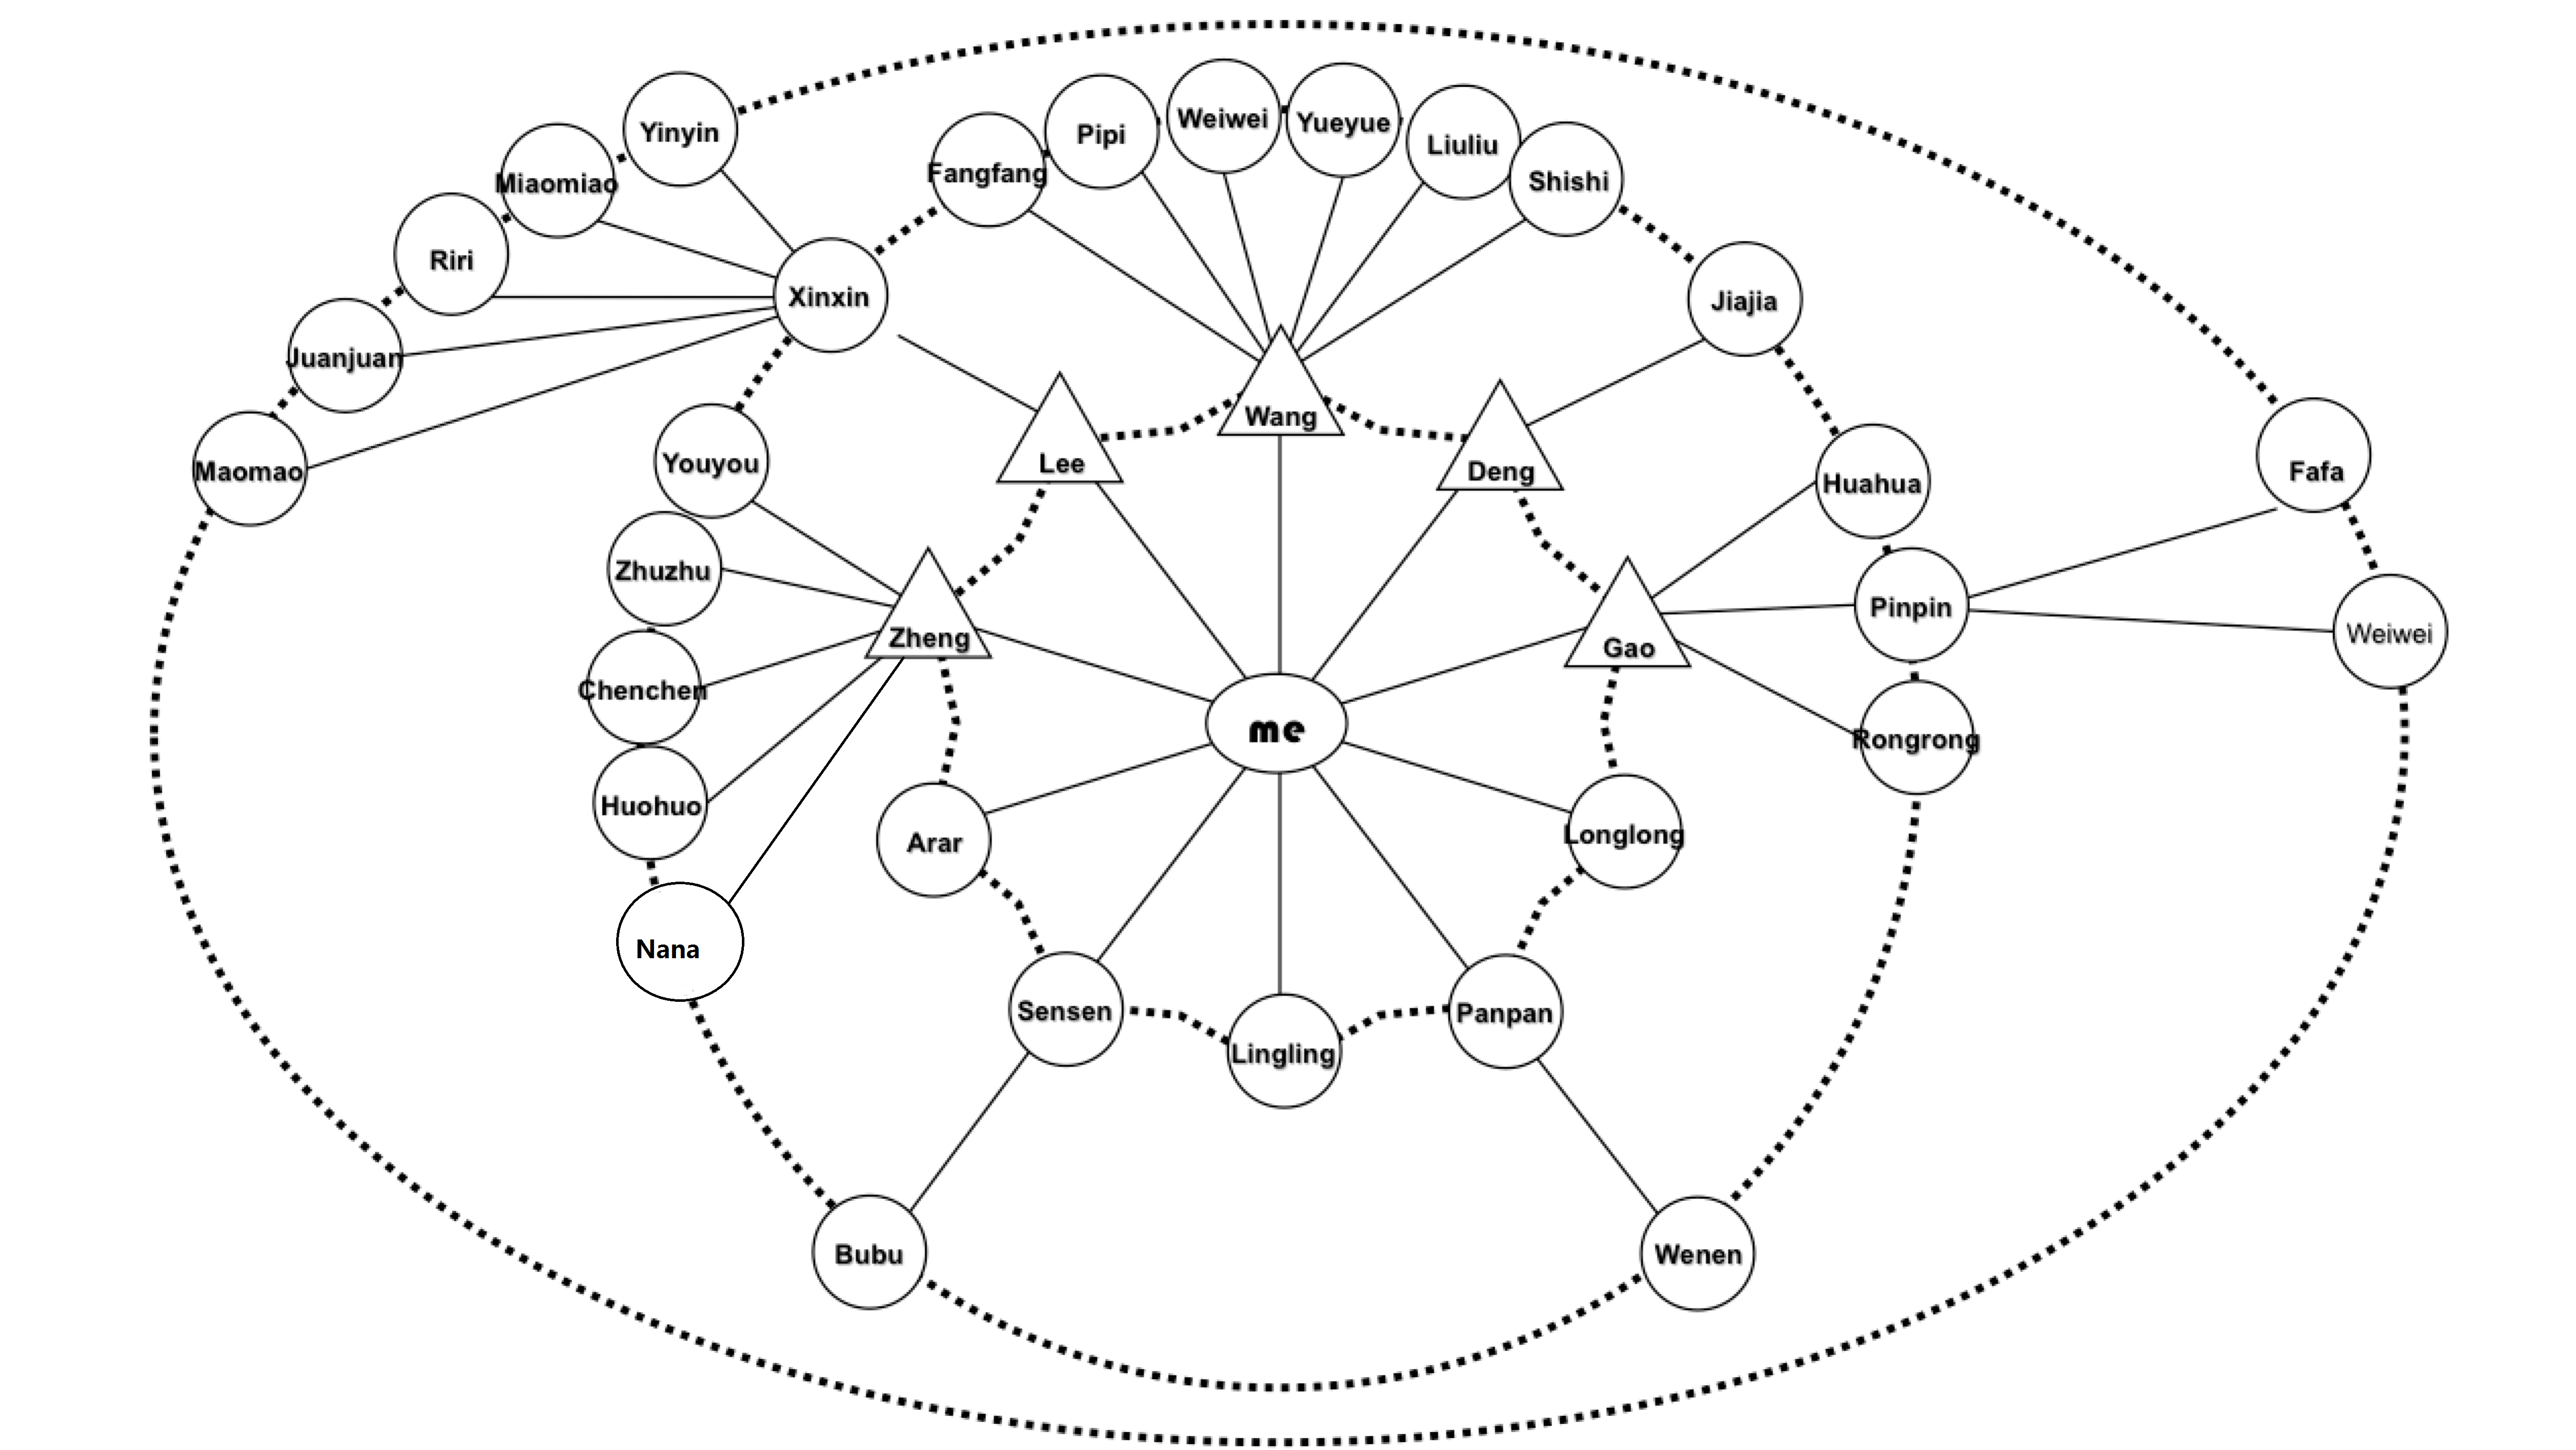 Weiwei
Yueyue
Yinyin
Pipi
Liuliu
Fangfang
Shishi
Miaomiao
Riri
Xinxin
Jiajia
Juanjuan
Wang
Youyou
Lee
Maomao
Deng
Fafa
Huahua
Zhuzhu
Pinpin
Zheng
Weiwei
Gao
Chenchen
me
Rongrong
Huohuo
Longlong
Arar
Nana
Sensen
Panpan
Lingling
Bubu
Wenen